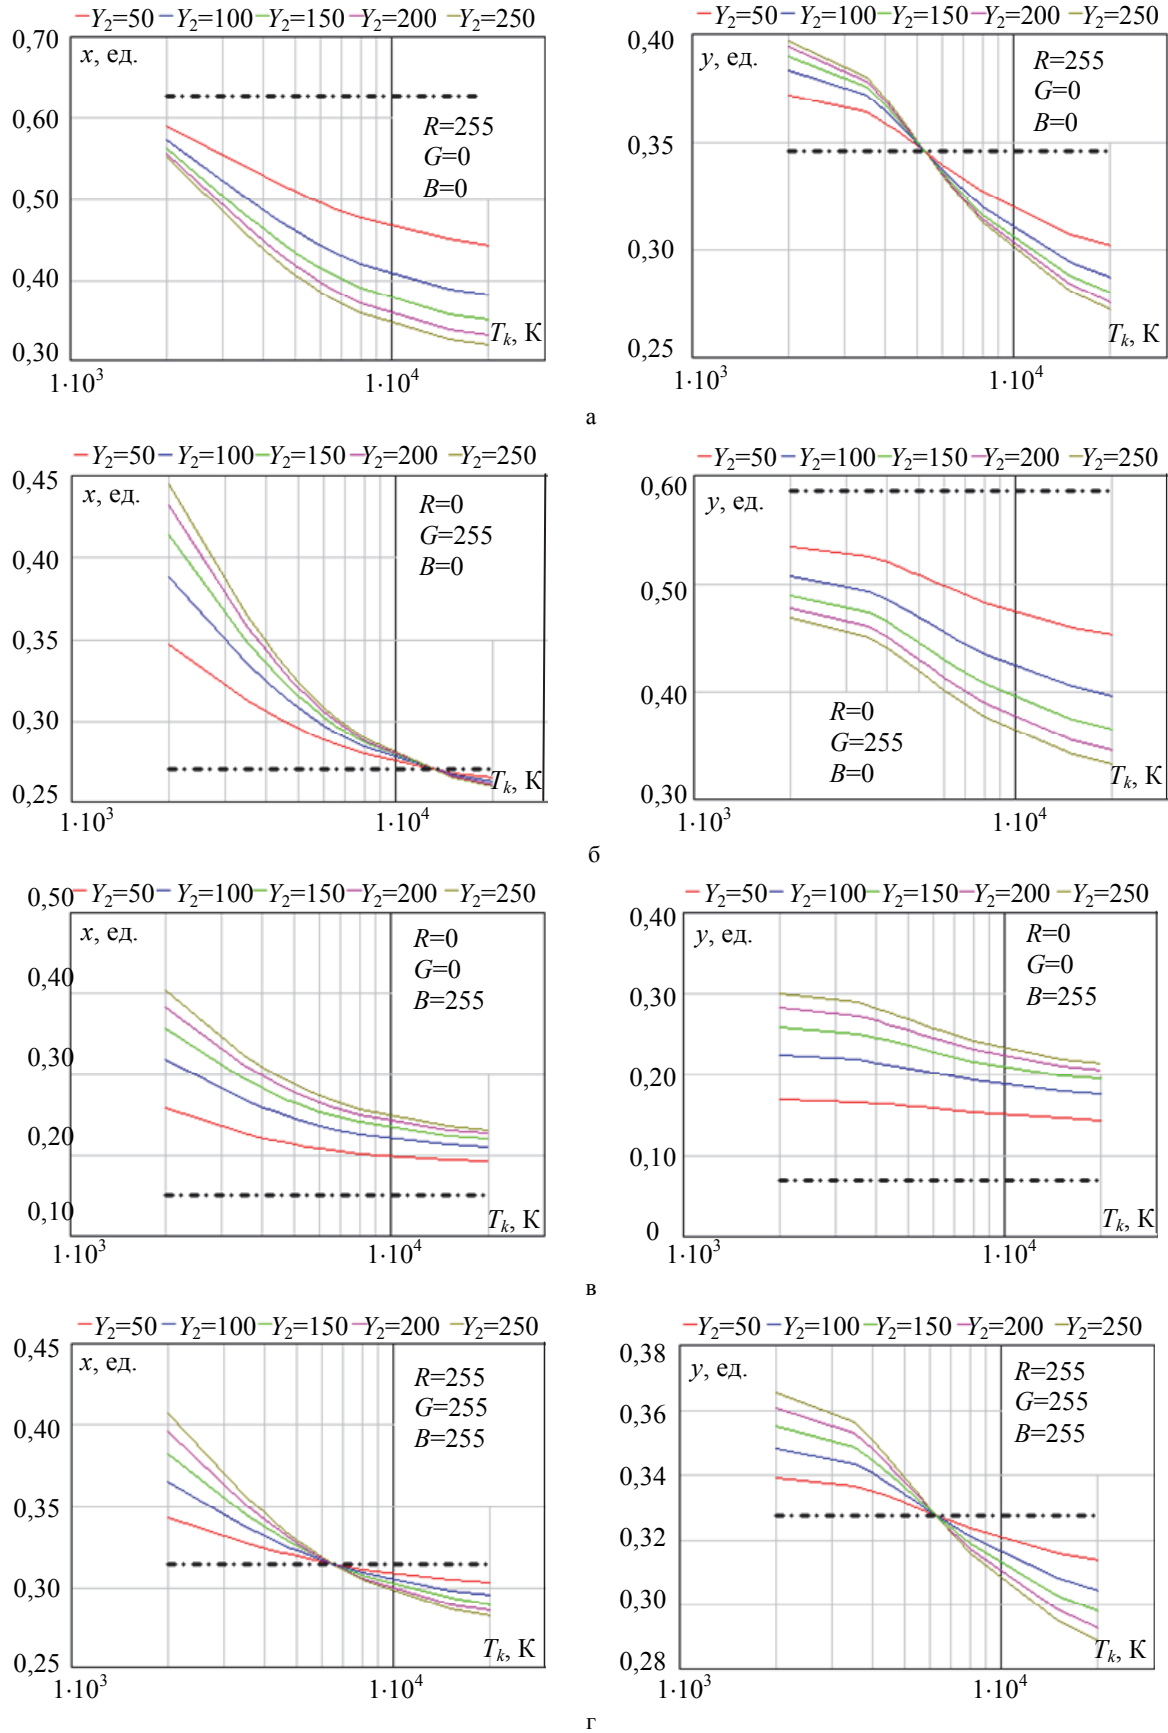 Y2=50 Y2=100 Y2=150 Y2=200 Y2=250
0,70
x, ед.
0,60
R=255
G=0
B=0
0,50
0,40
0,30
Tk, К
1·10³ 1·10⁴
Y2=50 Y2=100 Y2=150 Y2=200 Y2=250
0,40
y, ед.
R=255
G=0
B=0
0,35
0,30
0,25
Tk, К
1·10³ 1·10⁴
а
Y2=50 Y2=100 Y2=150 Y2=200 Y2=250
0,45
x, ед.
R=0
G=255
B=0
0,40
0,35
0,30
0,25
Tk, К
1·10³ 1·10⁴
Y2=50 Y2=100 Y2=150 Y2=200 Y2=250
0,60
y, ед.
0,50
0,40
R=0
G=255
B=0
0,30
Tk, К
1·10³ 1·10⁴
б
Y2=50 Y2=100 Y2=150 Y2=200 Y2=250
0,50
x, ед.
R=0
G=0
B=255
0,40
0,30
0,20
0,10
Tk, К
1·10³ 1·10⁴
Y2=50 Y2=100 Y2=150 Y2=200 Y2=250
0,40
y, ед.
R=0
G=0
B=255
0,30
0,20
0,10
0
Tk, К
1·10³ 1·10⁴
в
Y2=50 Y2=100 Y2=150 Y2=200 Y2=250
0,45
x, ед.
R=255
G=255
B=255
0,40
0,35
0,30
0,25
Tk, К
1·10³ 1·10⁴
Y2=50 Y2=100 Y2=150 Y2=200 Y2=250
0,38
y, ед.
R=255
G=255
B=255
0,36
0,34
0,32
0,30
0,28
Tk, К
1·10³ 1·10⁴
г